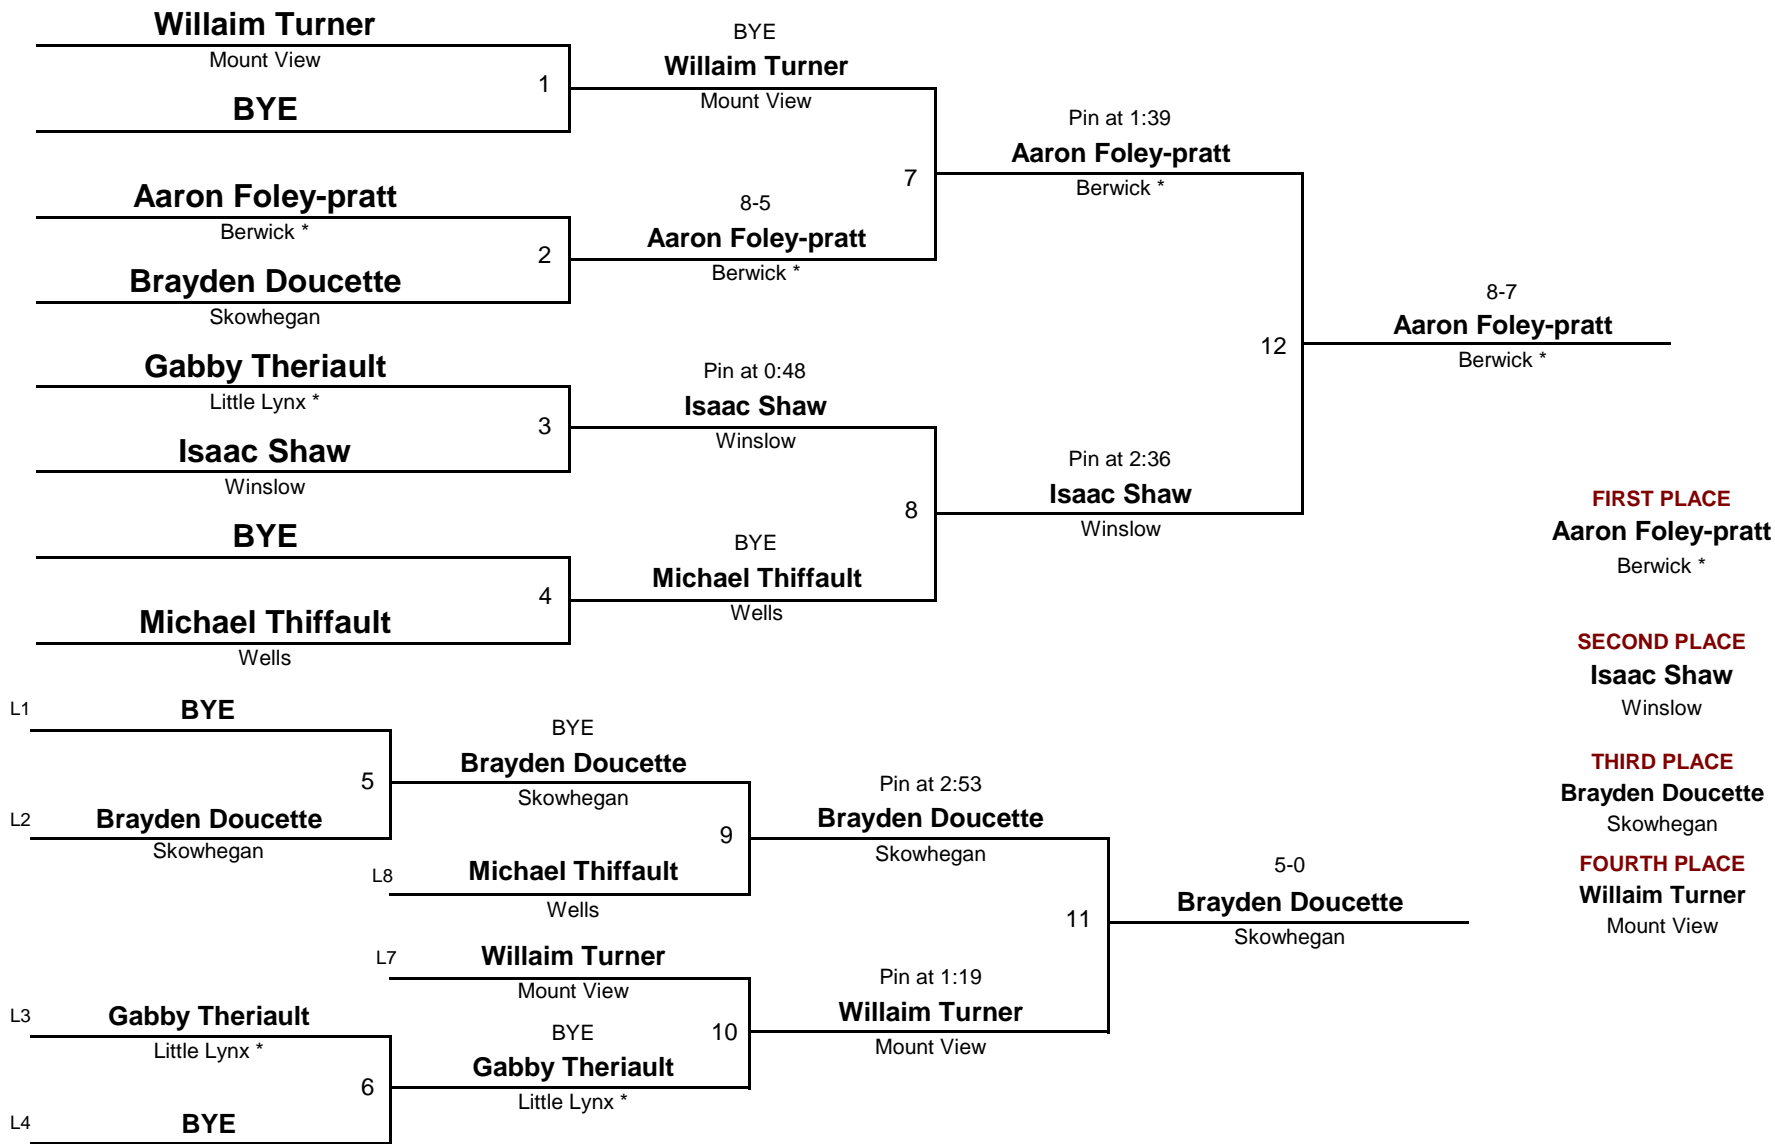 Willaim Turner
Mount View
1
BYE
BYE
Willaim Turner
Mount View
Aaron Foley-pratt
Berwick *
2
Brayden Doucette
Skowhegan
8-5
Aaron Foley-pratt
Berwick *
7
Pin at 1:39
Aaron Foley-pratt
Berwick *
Gabby Theriault
Little Lynx *
3
Isaac Shaw
Winslow
Pin at 0:48
Isaac Shaw
Winslow
BYE
4
Michael Thiffault
Wells
BYE
Michael Thiffault
Wells
8
Pin at 2:36
Isaac Shaw
Winslow
12
8-7
Aaron Foley-pratt
Berwick *
FIRST PLACE
Aaron Foley-pratt
Berwick *
SECOND PLACE
Isaac Shaw
Winslow
THIRD PLACE
Brayden Doucette
Skowhegan
FOURTH PLACE
Willaim Turner
Mount View
L1
BYE
5
L2
Brayden Doucette
Skowhegan
BYE
Brayden Doucette
Skowhegan
9
L8
Michael Thiffault
Wells
Pin at 2:53
Brayden Doucette
Skowhegan
L7
Willaim Turner
Mount View
10
L3
Gabby Theriault
Little Lynx *
6
L4
BYE
BYE
Gabby Theriault
Little Lynx *
Pin at 1:19
Willaim Turner
Mount View
11
5-0
Brayden Doucette
Skowhegan